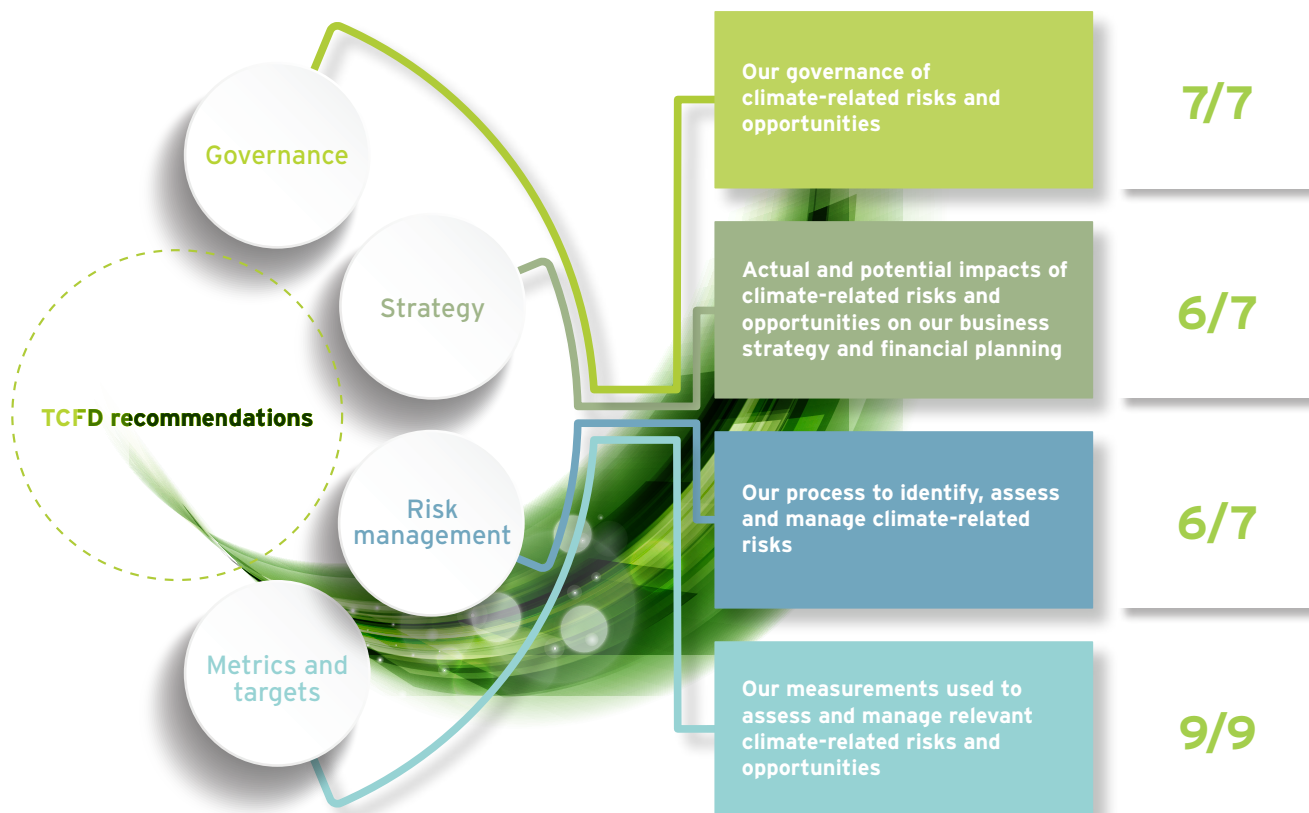 Governance
Strategy
TCFD recommendations
Risk
management
Metrics and
targets
Our governance of
climate-related risks and
opportunities
7/7
Actual and potential impacts of
climate-related risks and
opportunities on our business
strategy and financial planning
6/7
Our process to identify, assess
and manage climate-related
risks
6/7
Our measurements used to
assess and manage relevant
climate-related risks and
opportunities
9/9